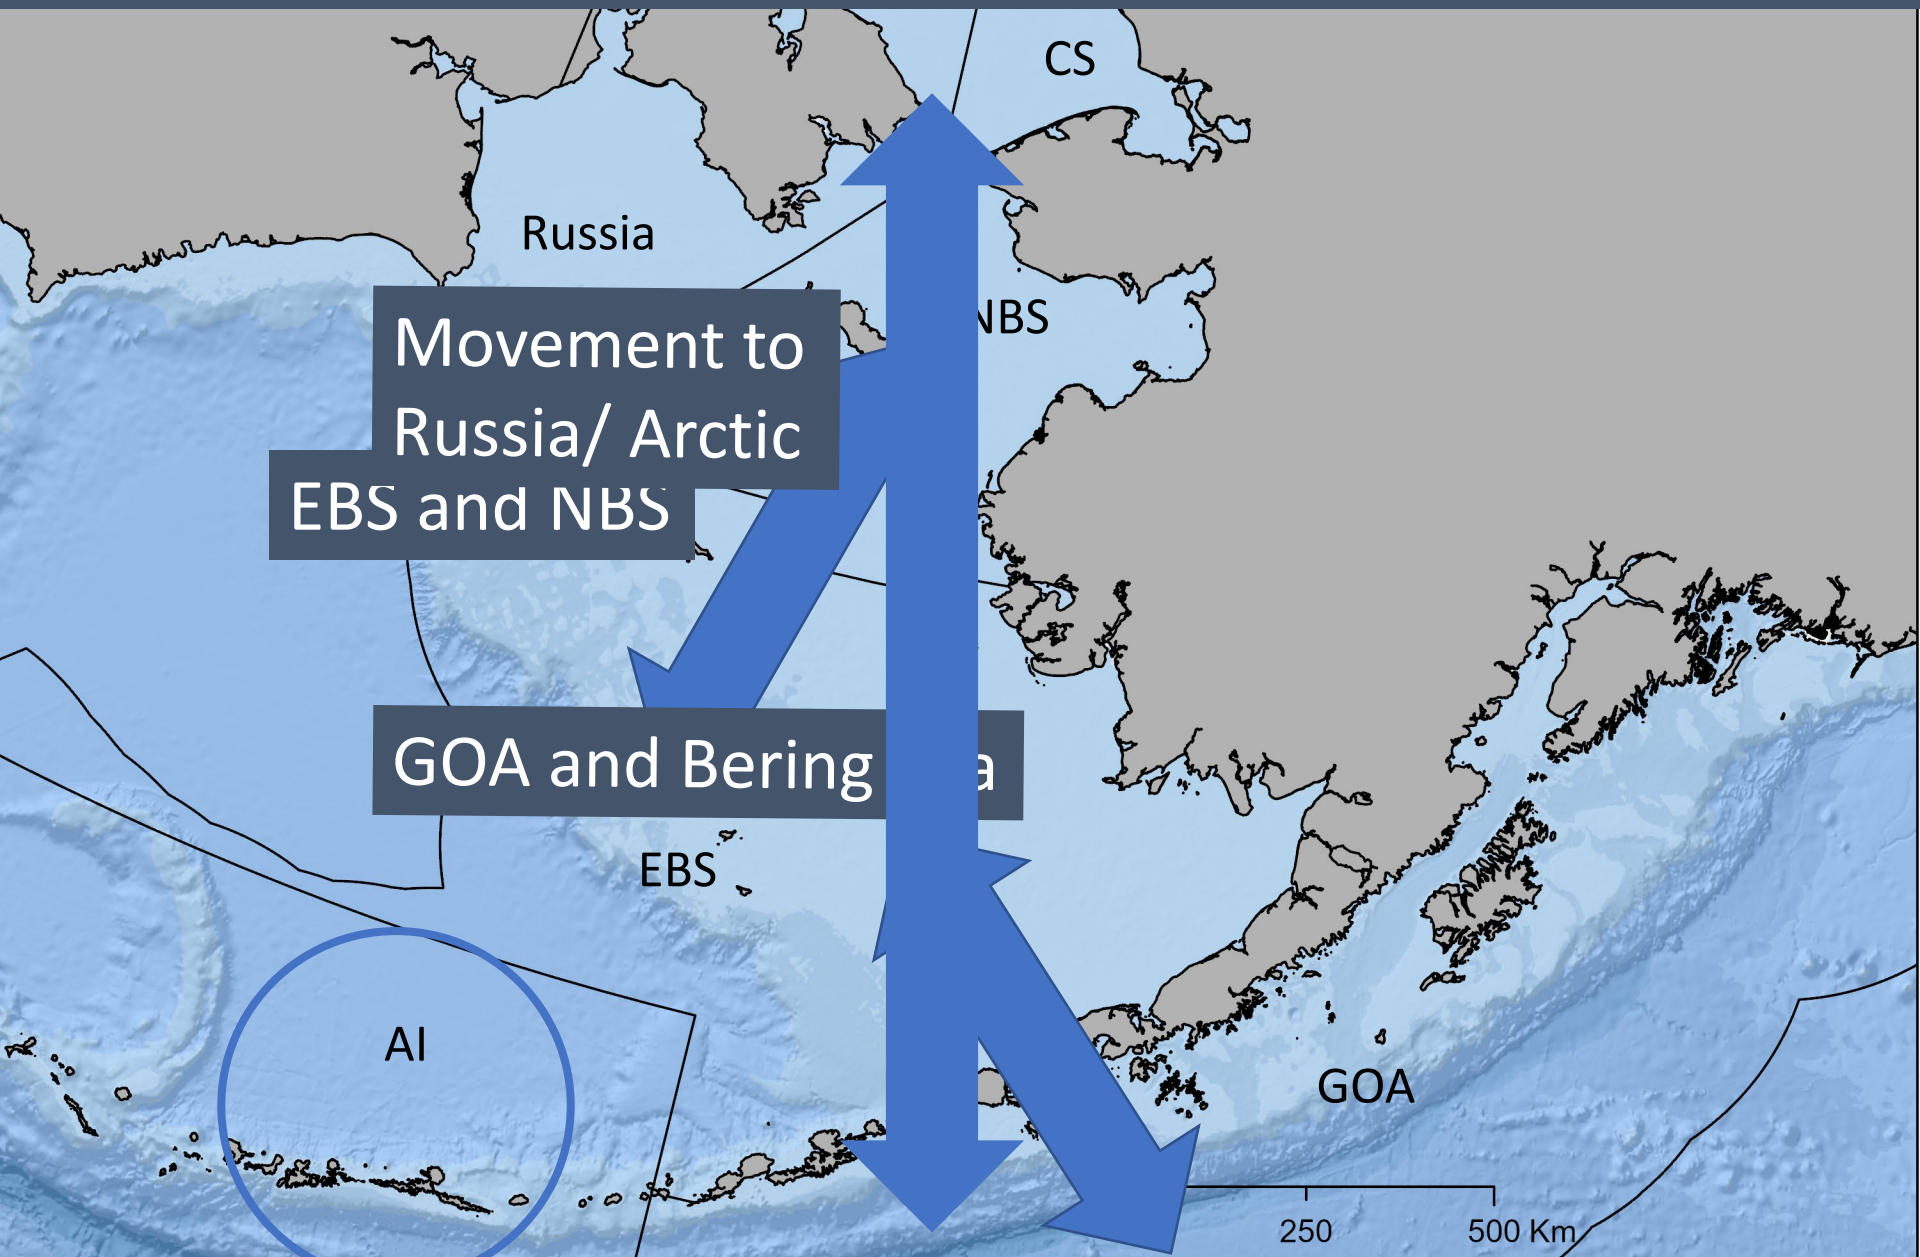 CS
Russia
NBS
Movement to
Russia/ Arctic
EBS and NBS
GOA and Bering a
EBS
AI
GOA
250
500 Km